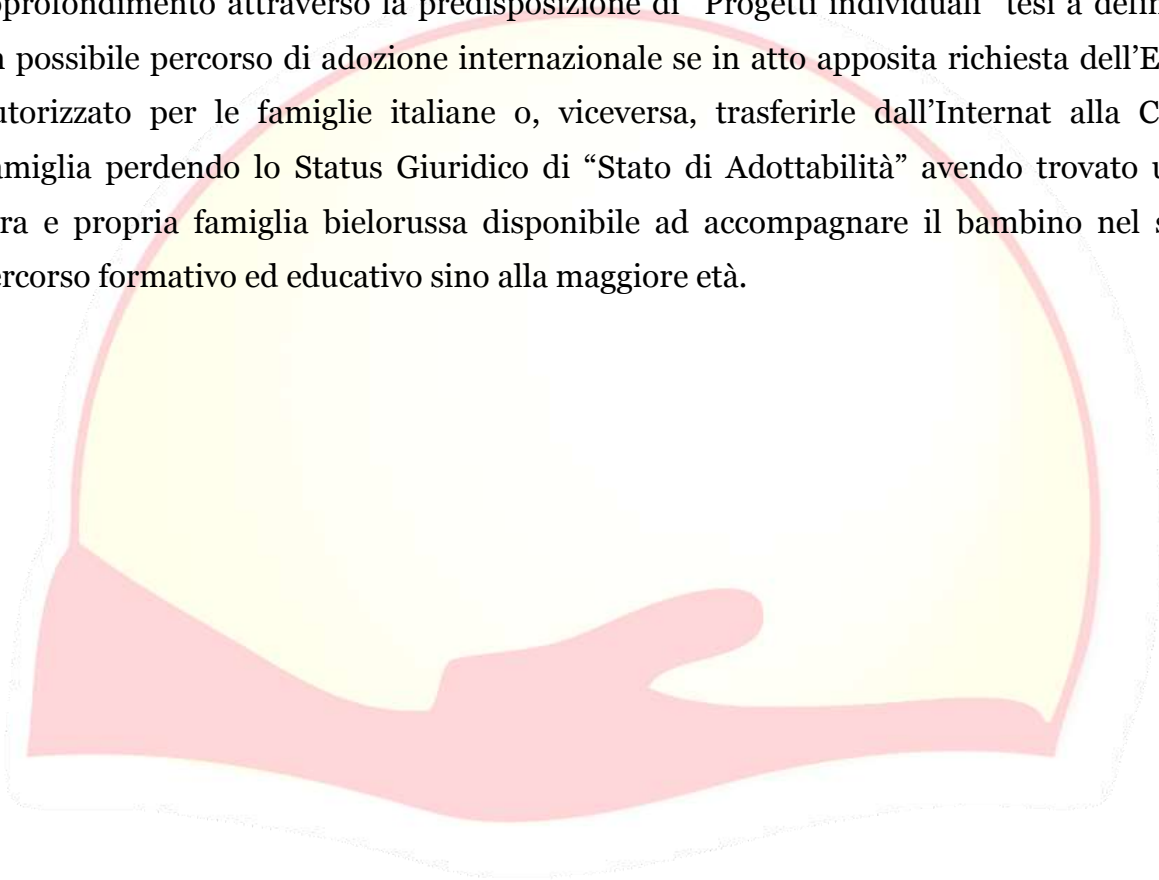 pprofondimento attraverso la predisposizione di “Progetti individuali” tesi a defin
possibile percorso di adozione internazionale se in atto apposita richiesta dell’E
utorizzato per le famiglie italiane o, viceversa, trasferirle dall’Internat alla C
amiglia perdendo lo Status Giuridico di “Stato di Adottabilità” avendo trovato u
ra e propria famiglia bielorussa disponibile ad accompagnare il bambino nel s
ercorso formativo ed educativo sino alla maggiore età.